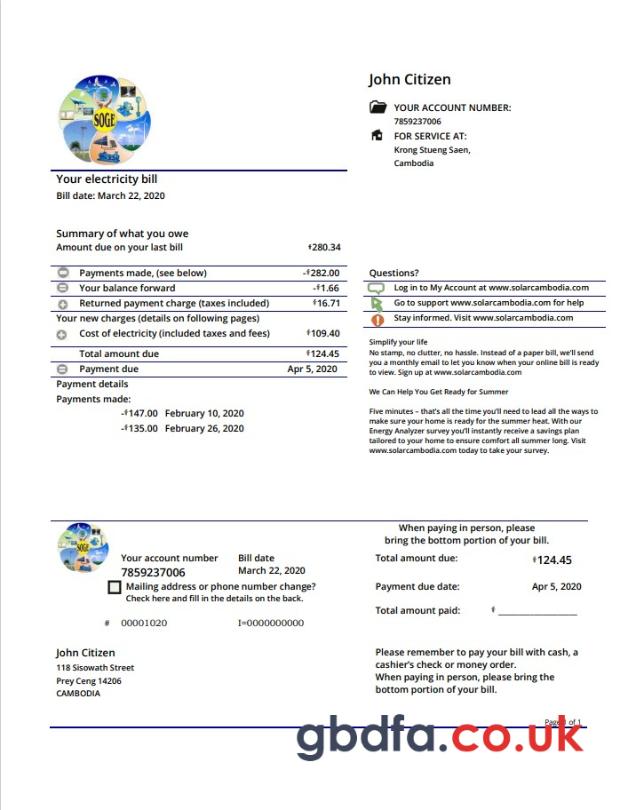 John Citizen
SOGE
YOUR ACCOUNT NUMBER:
7859237006
FOR SERVICE AT:
Krong Stueng Saen,
Cambodia
Your electricity bill
Bill date: March 22, 2020
Summary of what you owe
Amount due on your last bill ៛280.34
Payments made, (see below) -៛282.00
Your balance forward -៛1.66
Returned payment charge (taxes included) ៛16.71
Your new charges (details on following pages)
Cost of electricity (included taxes and fees) ៛109.40
Total amount due ៛124.45
Payment due Apr 5, 2020
Payment details
Payments made:
-៛147.00 February 10, 2020
-៛135.00 February 26, 2020
Questions?
Log in to My Account at www.solarcambodia.com
Go to support www.solarcambodia.com for help
Stay informed. Visit www.solarcambodia.com
Simplify your life
No stamp, no clutter, no hassle. Instead of a paper bill, we'll send
you a monthly email to let you know when your online bill is ready
to view. Sign up at www.solarcambodia.com
We Can Help You Get Ready for Summer
Five minutes – that's all the time you'll need to lead all the ways to
make sure your home is ready for the summer heat. With our
Energy Analyzer survey you'll instantly receive a savings plan
tailored to your home to ensure comfort all summer long. Visit
www.solarcambodia.com today to take your survey.
SOGE
Your account number Bill date
7859237006 March 22, 2020
Mailing address or phone number change?
Check here and fill in the details on the back.
# 00001020 I=0000000000
When paying in person, please
bring the bottom portion of your bill.
Total amount due: ៛124.45
Payment due date: Apr 5, 2020
Total amount paid: ៛ ________________
John Citizen
118 Sisowath Street
Prey Ceng 14206
CAMBODIA
Please remember to pay your bill with cash, a
cashier's check or money order.
When paying in person, please bring the
bottom portion of your bill.
Page 1 of 1
gbdfa.co.uk